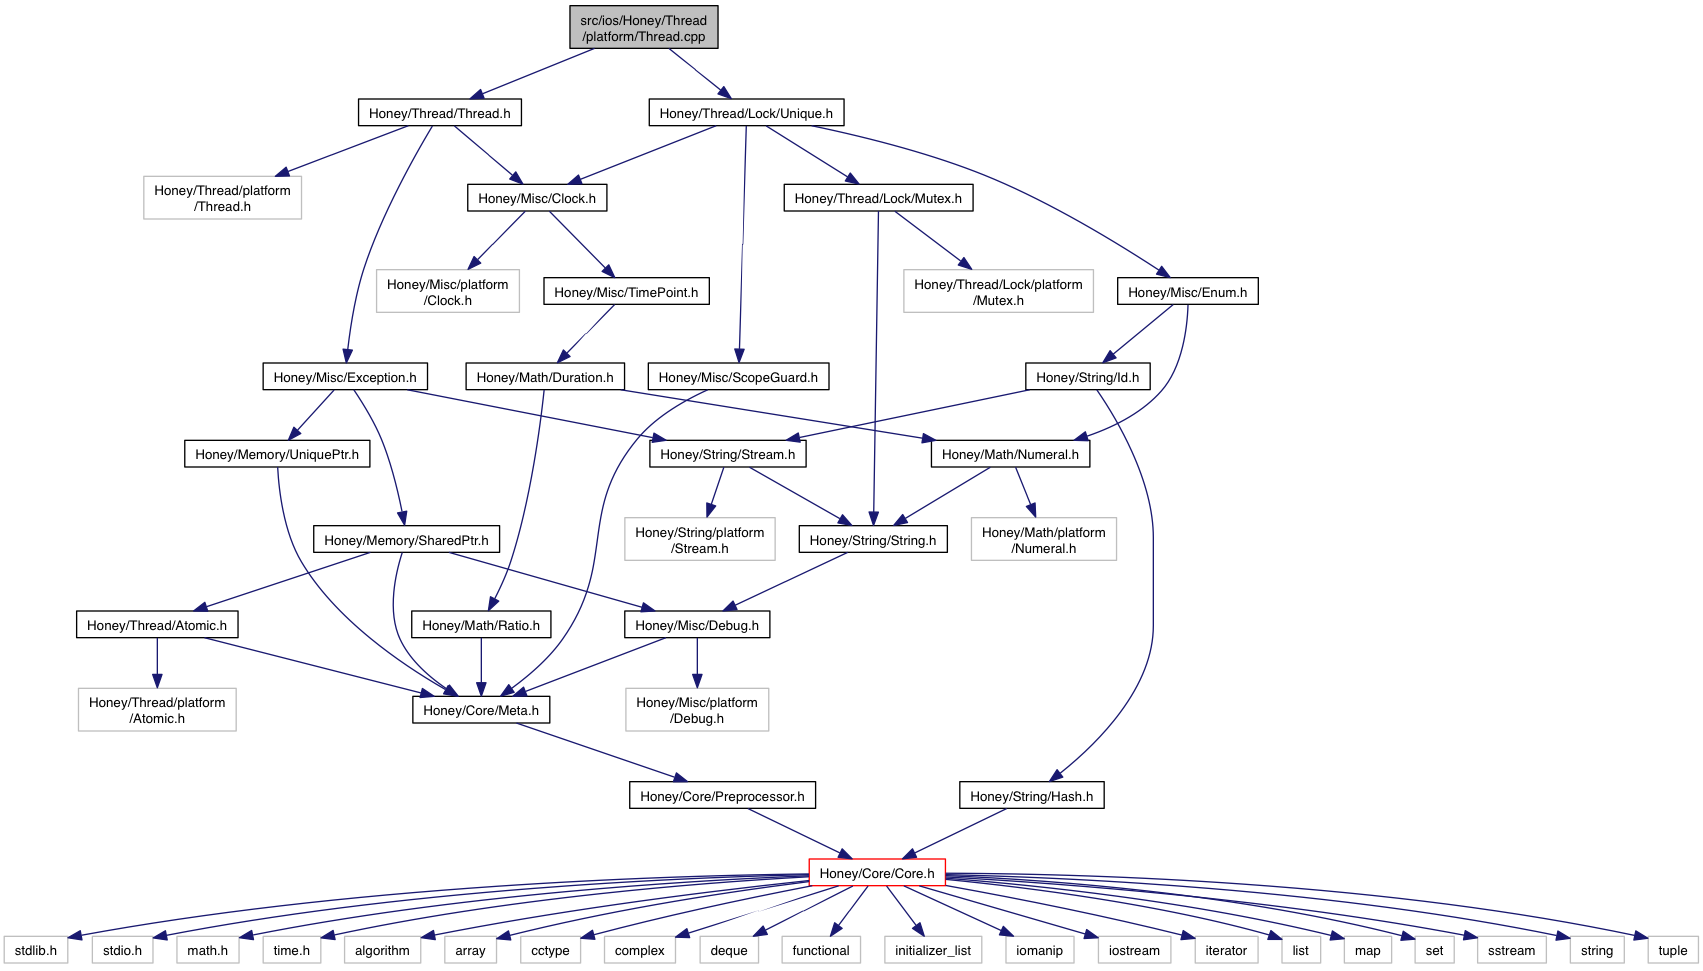 src/ios/Honey/Thread
/platform/Thread.cpp
Honey/Thread/Thread.h
Honey/Thread/Lock/Unique.h
Honey/Thread/platform
/Thread.h
Honey/Misc/Clock.h
Honey/Thread/Lock/Mutex.h
Honey/Misc/platform
/Clock.h
Honey/Misc/TimePoint.h
Honey/Thread/Lock/platform
/Mutex.h
Honey/Misc/Enum.h
Honey/Misc/Exception.h
Honey/Math/Duration.h
Honey/Misc/ScopeGuard.h
Honey/String/Id.h
Honey/Memory/UniquePtr.h
Honey/String/Stream.h
Honey/Math/Numeral.h
Honey/Memory/SharedPtr.h
Honey/String/platform
/Stream.h
Honey/String/String.h
Honey/Math/platform
/Numeral.h
Honey/Thread/Atomic.h
Honey/Math/Ratio.h
Honey/Misc/Debug.h
Honey/Thread/platform
/Atomic.h
Honey/Core/Meta.h
Honey/Misc/platform
/Debug.h
Honey/Core/Preprocessor.h
Honey/String/Hash.h
Honey/Core/Core.h
stdlib.h
stdio.h
math.h
time.h
algorithm
array
cctype
complex
deque
functional
initializer_list
iomanip
iostream
iterator
list
map
set
sstream
string
tuple